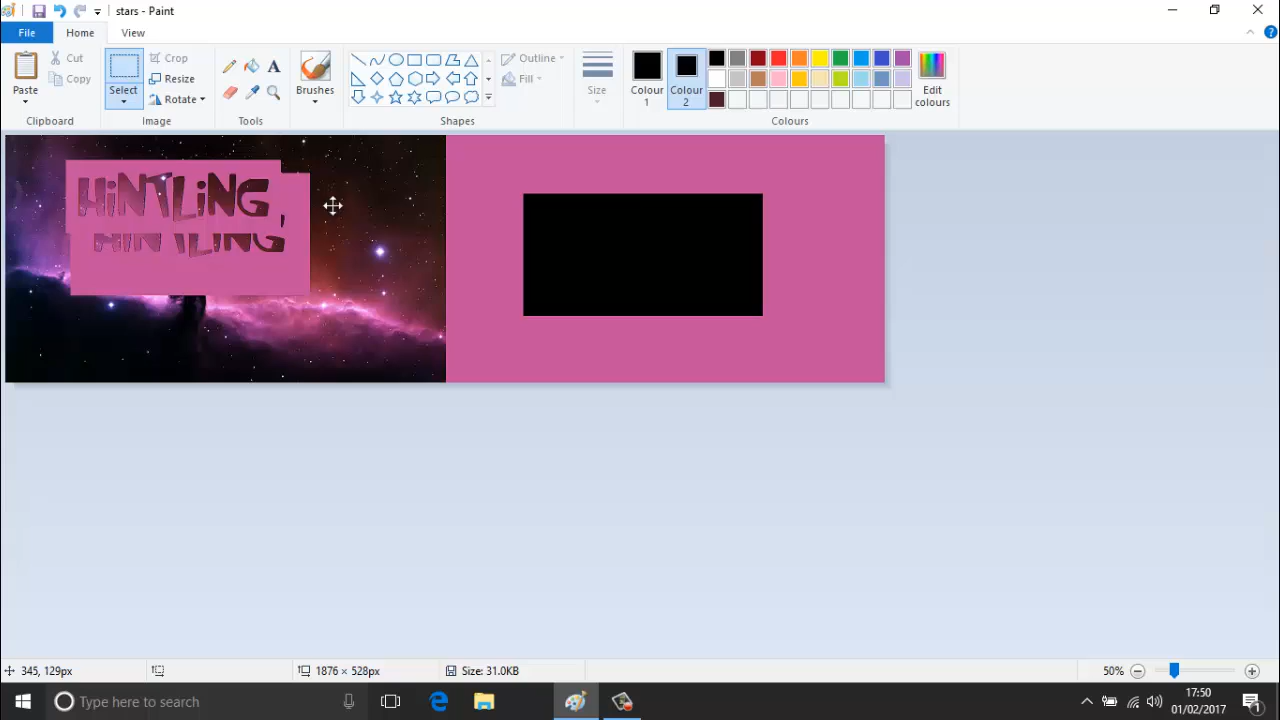 stars - Paint
File Home View
Paste Cut Copy Select Crop Resize Rotate Brushes Outline Fill Size Colour 1 Colour 2 Edit colours
Clipboard Image Tools Shapes Colours
HiNTLiNG
HiNTLiNG
345, 129px 1876 × 528px Size: 31.0KB 50%
Type here to search 17:50
01/02/2017